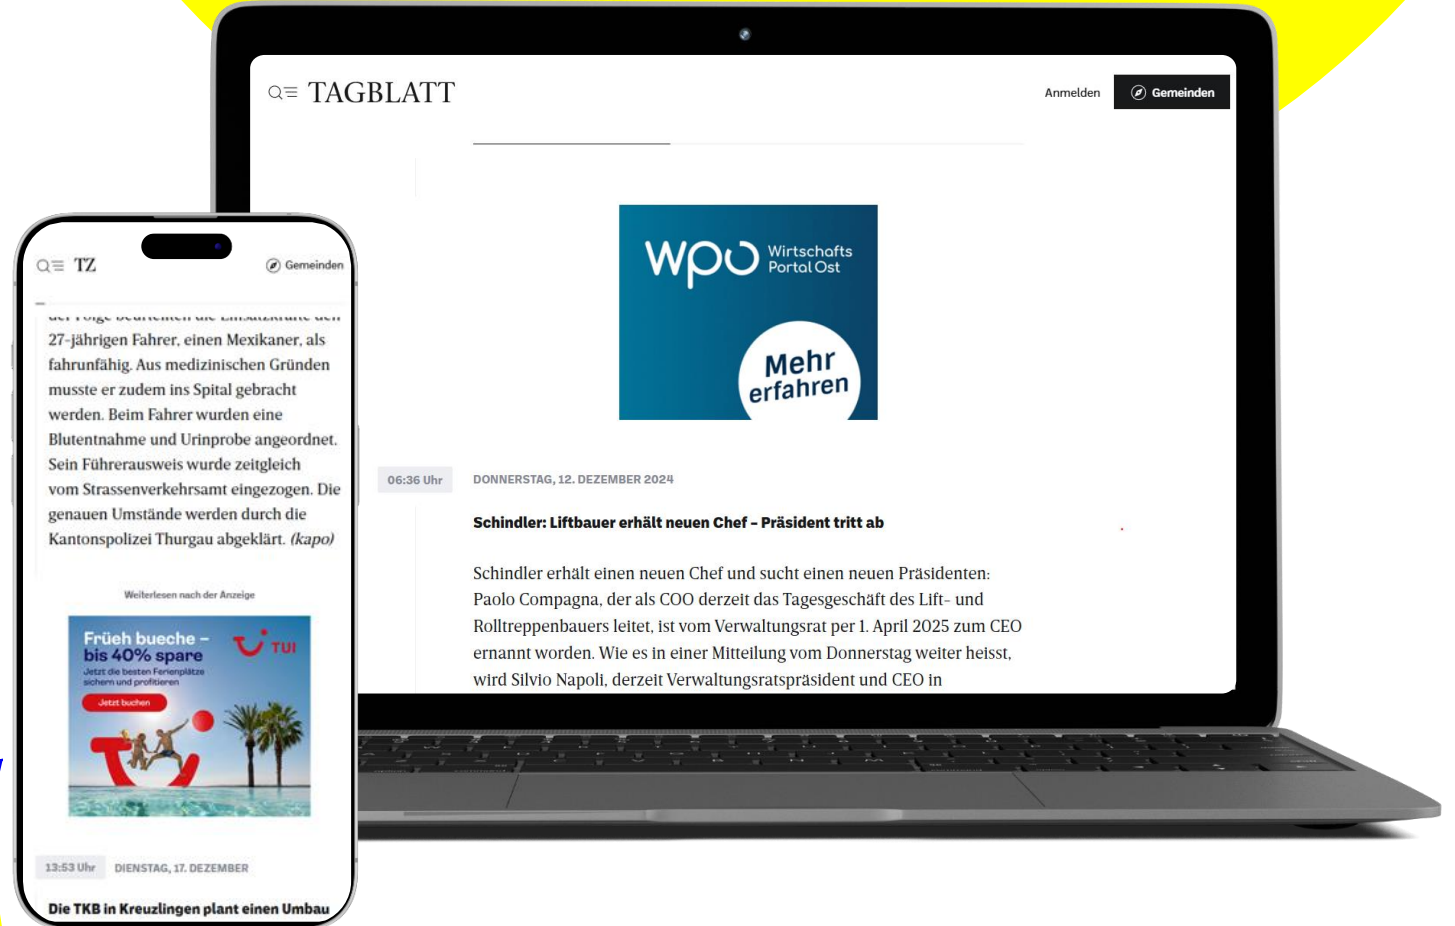 TAGBLATT
Anmelden
Gemeinden
wpo Wirtschafts
Portal Ost
Mehr
erfahren
06:36 Uhr
DONNERSTAG, 12. DEZEMBER 2024
Schindler: Liftbauer erhält neuen Chef – Präsident tritt ab
Schindler erhält einen neuen Chef und sucht einen neuen Präsidenten:
Paolo Compagna, der als COO derzeit das Tagesgeschäft des Lift- und
Rolltreppenbauers leitet, ist vom Verwaltungsrat per 1. April 2025 zum CEO
ernannt worden. Wie es in einer Mitteilung vom Donnerstag weiter heisst,
wird Silvio Napoli, derzeit Verwaltungsratspräsident und CEO in
TZ
Gemeinden
der Folge beurteilten die Einsatzkräfte den
27-jährigen Fahrer, einen Mexikaner, als
fahrunfähig. Aus medizinischen Gründen
musste er zudem ins Spital gebracht
werden. Beim Fahrer wurden eine
Blutentnahme und Urinprobe angeordnet.
Sein Führerausweis wurde zeitgleich
vom Strassenverkehrsamt eingezogen. Die
genauen Umstände werden durch die
Kantonspolizei Thurgau abgeklärt. (kapo)
Weiterlesen nach der Anzeige
Früeh bueche –
bis 40% spare
Jetzt die besten Ferienplätze
sichern und profitieren
Jetzt buchen
TUI
13:53 Uhr
DIENSTAG, 17. DEZEMBER
Die TKB in Kreuzlingen plant einen Umbau